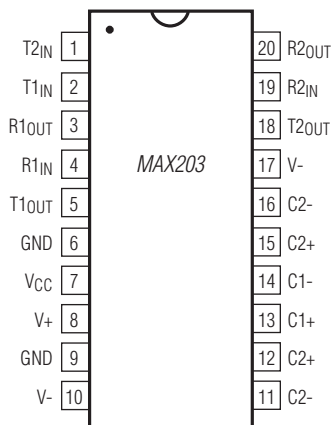 T2IN 1 20 R2OUT
T1IN 2 19 R2IN
R1OUT 3 18 T2OUT
R1IN 4 MAX203 17 V-
T1OUT 5 16 C2-
GND 6 15 C2+
VCC 7 14 C1-
V+ 8 13 C1+
GND 9 12 C2+
V- 10 11 C2-